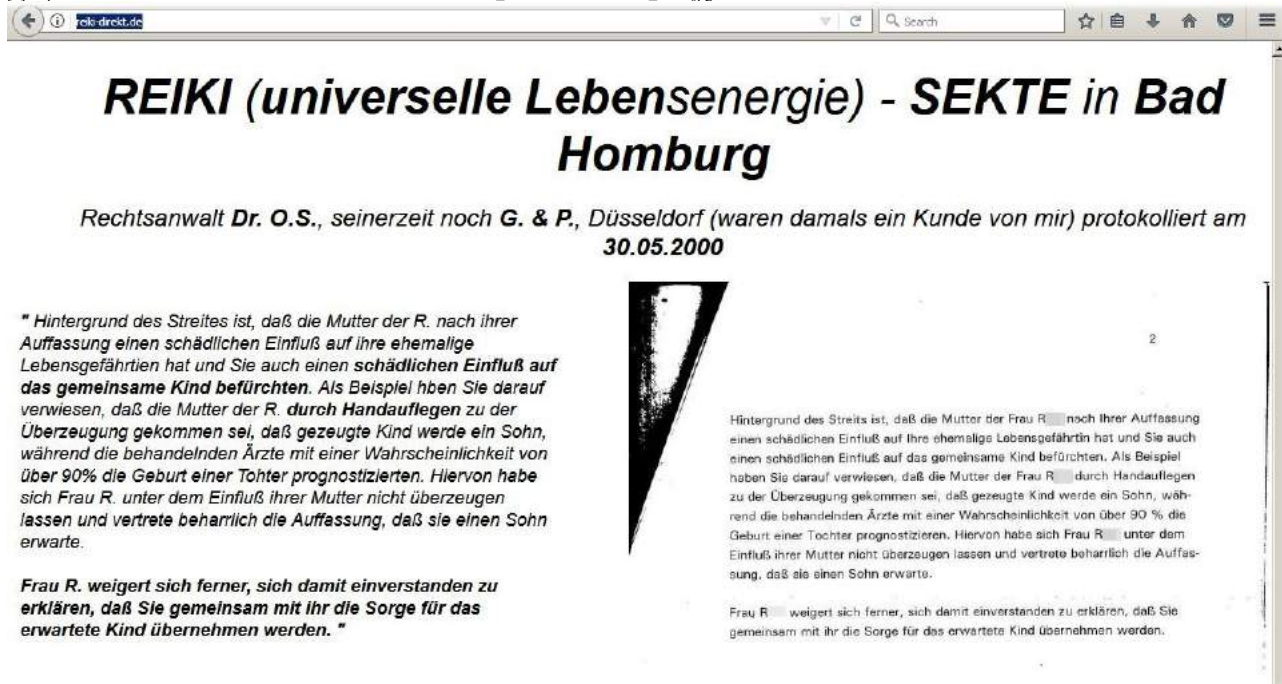 reiki-direkt.de
Search
REIKI (universelle Lebensenergie) - SEKTE in Bad
Homburg
Rechtsanwalt Dr. O.S., seinerzeit noch G. & P., Düsseldorf (waren damals ein Kunde von mir) protokolliert am
30.05.2000
" Hintergrund des Streites ist, daß die Mutter der R. nach ihrer
Auffassung einen schädlichen Einfluß auf ihre ehemalige
Lebensgefährtien hat und Sie auch einen schädlichen Einfluß auf
das gemeinsame Kind befürchten. Als Beispiel hben Sie darauf
verwiesen, daß die Mutter der R. durch Handauflegen zu der
Überzeugung gekommen sei, daß gezeugte Kind werde ein Sohn,
während die behandelnden Ärzte mit einer Wahrscheinlichkeit von
über 90% die Geburt einer Tohter prognostizierten. Hiervon habe
sich Frau R. unter dem Einfluß ihrer Mutter nicht überzeugen
lassen und vertrete beharrlich die Auffassung, daß sie einen Sohn
erwarte.
Frau R. weigert sich ferner, sich damit einverstanden zu
erklären, daß Sie gemeinsam mit ihr die Sorge für das
erwartete Kind übernehmen werden. "
2
Hintergrund des Streits ist, daß die Mutter der Frau R nach Ihrer Auffassung
einen schädlichen Einfluß auf Ihre ehemalige Lebensgefährtin hat und Sie auch
einen schädlichen Einfluß auf das gemeinsame Kind befürchten. Als Beispiel
haben Sie darauf verwiesen, daß die Mutter der Frau R durch Handauflegen
zu der Überzeugung gekommen sei, daß gezeugte Kind werde ein Sohn, wäh-
rend die behandelnden Ärzte mit einer Wahrscheinlichkeit von über 90 % die
Geburt einer Tochter prognostizieren. Hiervon habe sich Frau R unter dem
Einfluß ihrer Mutter nicht überzeugen lassen und vertrete beharrlich die Auffas-
sung, daß sie einen Sohn erwarte.
Frau R weigert sich ferner, sich damit einverstanden zu erklären, daß Sie
gemeinsam mit ihr die Sorge für das erwartete Kind übernehmen werden.